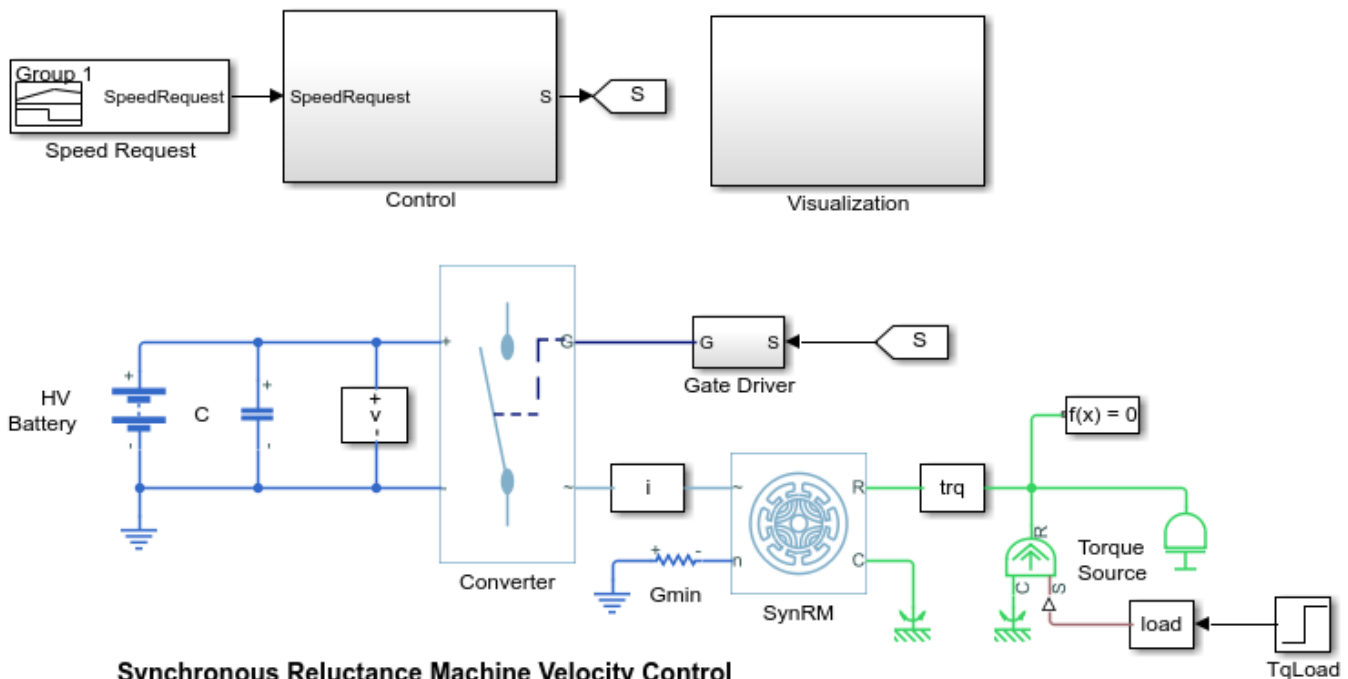 Group 1
SpeedRequest
Speed Request
SpeedRequest
S
Control
S
Visualization
HV
Battery
+
-
C
+
-
+
v
-
+
-
G
~
Converter
G
S
Gate Driver
S
i
+
-
Gmin
~
n
R
C
SynRM
trq
f(x) = 0
R
C
S
Torque
Source
load
TqLoad
Synchronous Reluctance Machine Velocity Control